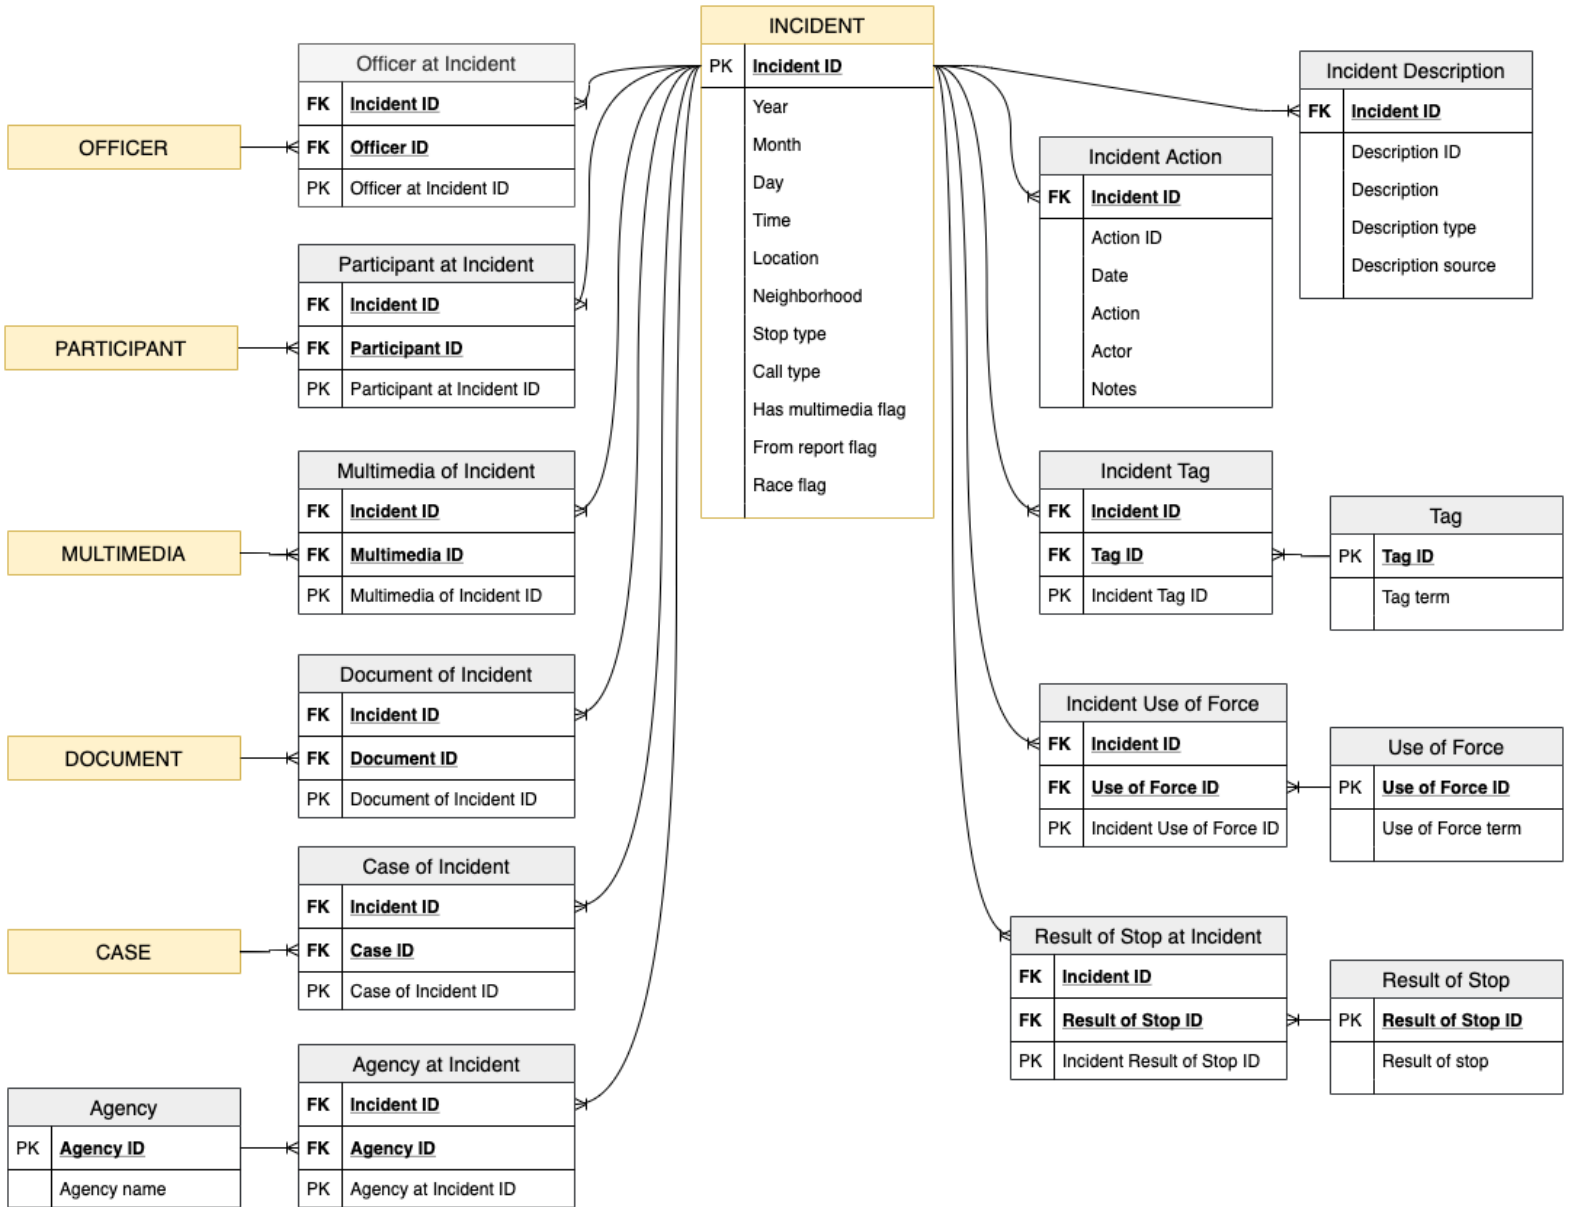 INCIDENT
PK Incident ID
Year
Month
Day
Time
Location
Neighborhood
Stop type
Call type
Has multimedia flag
From report flag
Race flag
OFFICER
Officer at Incident
FK Incident ID
FK Officer ID
PK Officer at Incident ID
PARTICIPANT
Participant at Incident
FK Incident ID
FK Participant ID
PK Participant at Incident ID
MULTIMEDIA
Multimedia of Incident
FK Incident ID
FK Multimedia ID
PK Multimedia of Incident ID
DOCUMENT
Document of Incident
FK Incident ID
FK Document ID
PK Document of Incident ID
CASE
Case of Incident
FK Incident ID
FK Case ID
PK Case of Incident ID
Agency
PK Agency ID
Agency name
Agency at Incident
FK Incident ID
FK Agency ID
PK Agency at Incident ID
Incident Description
FK Incident ID
Description ID
Description
Description type
Description source
Incident Action
FK Incident ID
Action ID
Date
Action
Actor
Notes
Incident Tag
FK Incident ID
FK Tag ID
PK Incident Tag ID
Tag
PK Tag ID
Tag term
Incident Use of Force
FK Incident ID
FK Use of Force ID
PK Incident Use of Force ID
Use of Force
PK Use of Force ID
Use of Force term
Result of Stop at Incident
FK Incident ID
FK Result of Stop ID
PK Incident Result of Stop ID
Result of Stop
PK Result of Stop ID
Result of stop